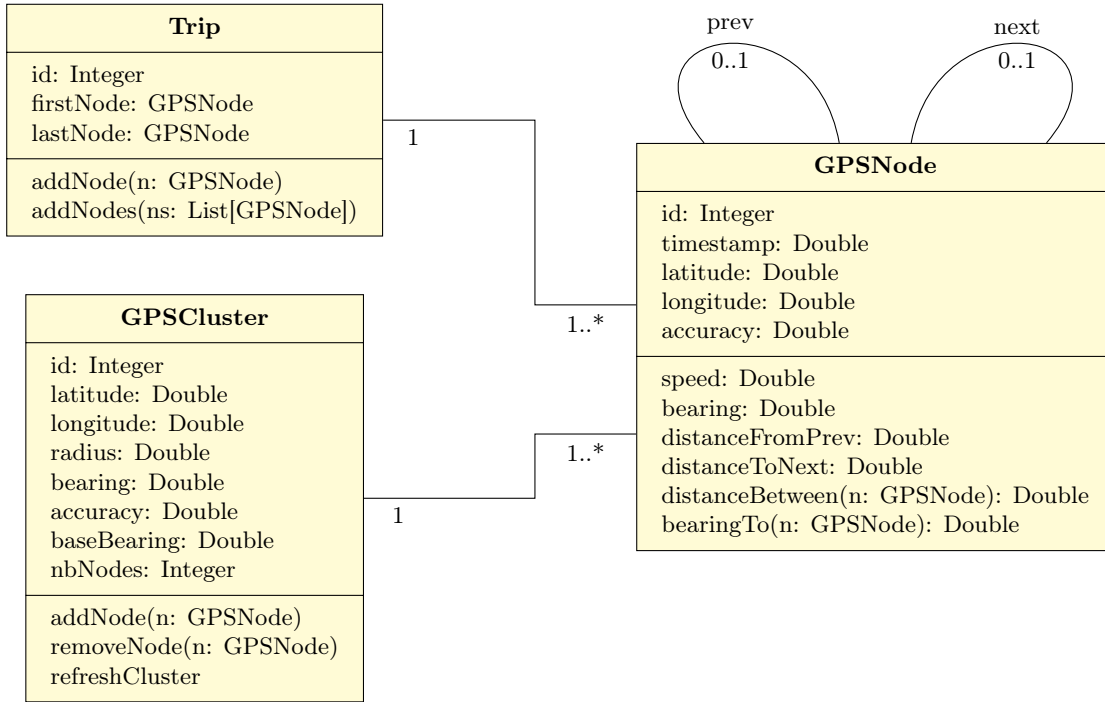 Trip
id: Integer
firstNode: GPSNode
lastNode: GPSNode
addNode(n: GPSNode)
addNodes(ns: List[GPSNode])
1
1..*
prev
0..1
next
0..1
GPSNode
id: Integer
timestamp: Double
latitude: Double
longitude: Double
accuracy: Double
speed: Double
bearing: Double
distanceFromPrev: Double
distanceToNext: Double
distanceBetween(n: GPSNode): Double
bearingTo(n: GPSNode): Double
GPSCluster
id: Integer
latitude: Double
longitude: Double
radius: Double
bearing: Double
accuracy: Double
baseBearing: Double
nbNodes: Integer
addNode(n: GPSNode)
removeNode(n: GPSNode)
refreshCluster
1
1..*